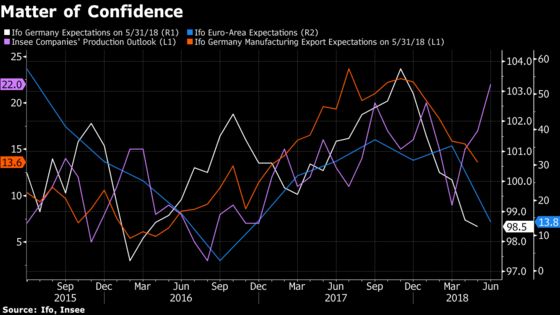 Matter of Confidence
Ifo Germany Expectations on 5/31/18 (R1) Ifo Euro-Area Expectations (R2)
Insee Companies' Production Outlook (L1) Ifo Germany Manufacturing Export Expectations on 5/31/18 (L1)
25 104.0 60
22.0 103.0 50
20 102.0
40
15 101.0
13.6 30
100.0
10 20
99.0
98.5 13.8
5 98.0 10
97.0 0
Sep Dec Mar Jun Sep Dec Mar Jun Sep Dec Mar Jun
2015 2016 2017 2018
Source: Ifo, Insee